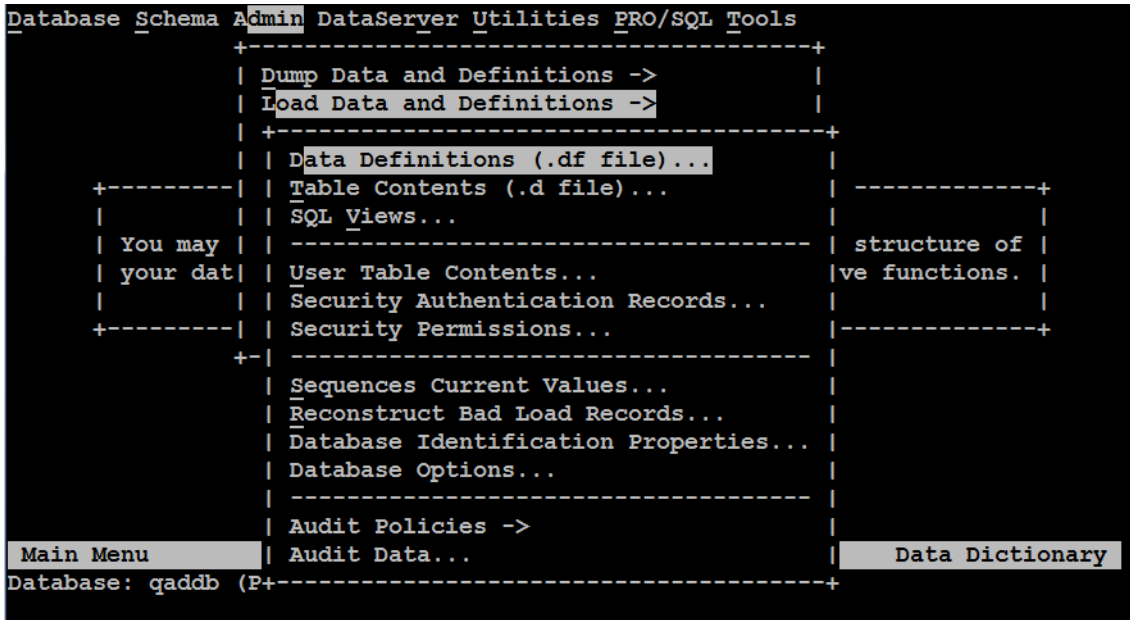 Database Schema Admin DataServer Utilities PRO/SQL Tools
Dump Data and Definitions ->
Load Data and Definitions ->
Data Definitions (.df file)...
Table Contents (.d file)...
SQL Views...
You may structure of
your dat User Table Contents... ve functions.
Security Authentication Records...
Security Permissions...
Sequences Current Values...
Reconstruct Bad Load Records...
Database Identification Properties...
Database Options...
Audit Policies ->
Main Menu Audit Data... Data Dictionary
Database: qaddb (P